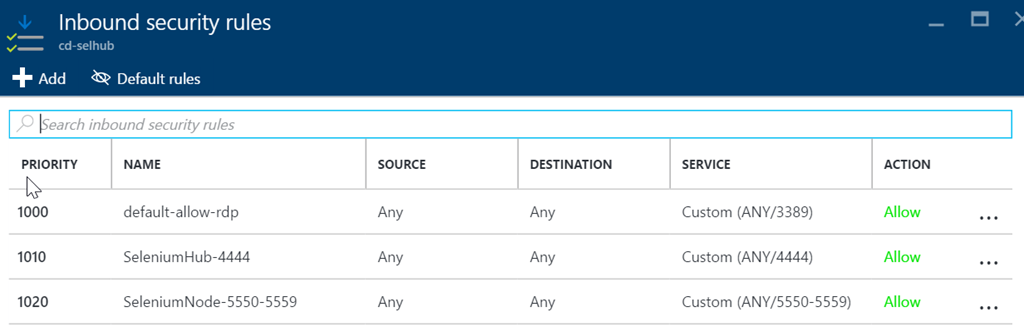 Inbound security rules
cd-selhub
Add Default rules
Search inbound security rules
PRIORITY NAME SOURCE DESTINATION SERVICE ACTION
1000 default-allow-rdp Any Any Custom (ANY/3389) Allow ...
1010 SeleniumHub-4444 Any Any Custom (ANY/4444) Allow ...
1020 SeleniumNode-5550-5559 Any Any Custom (ANY/5550-5559) Allow ...